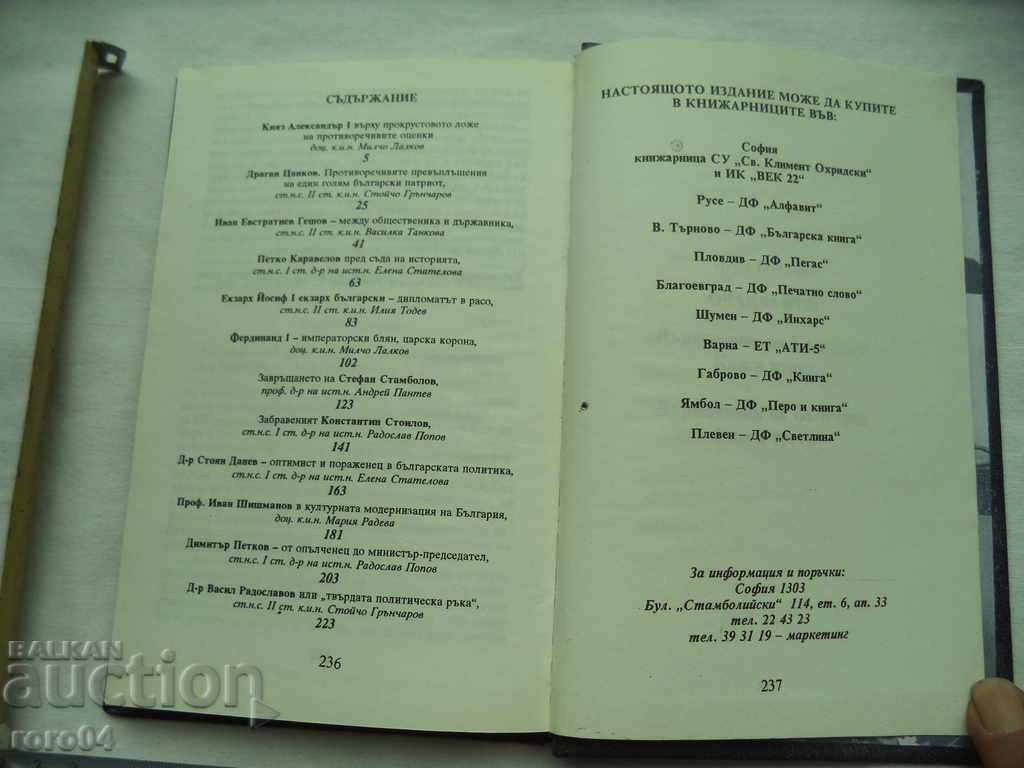 СЪДЪРЖАНИЕ
Княз Александър I върху прокрустовото ложе
на противоречивите оценки
доц. к.и.н. Милчо Лалков
5
Драган Цанков. Противоречивите превъплъщения
на един голям български патриот,
ст.н.с. II ст. к.и.н. Стойчо Грънчаров
25
Иван Евстратиев Гешов – между общественика и държавника,
ст.н.с. II ст. к.и.н. Василка Танкова
41
Петко Каравелов пред съда на историята,
ст.н.с. I ст. д-р на ист.н. Елена Стателова
63
Екзарх Йосиф I екзарх български – дипломатът в расо,
ст.н.с. II ст. к.и.н. Илия Тодев
83
Фердинанд I – императорски блян, царска корона,
доц. к.и.н. Милчо Лалков
102
Завръщането на Стефан Стамболов,
проф. д-р на ист.н. Андрей Пантев
123
Забравеният Константин Стоилов,
ст.н.с. I ст. д-р на ист.н. Радослав Попов
141
Д-р Стоян Данев – оптимист и пораженец в българската политика,
ст.н.с. I ст. д-р на ист.н. Елена Стателова
163
Проф. Иван Шишманов в културната модернизация на България,
доц. к.и.н. Мария Радева
181
Димитър Петков – от опълченец до министър-председател,
ст.н.с. I ст. д-р на ист.н. Радослав Попов
203
Д-р Васил Радославов или „твърдата политическа ръка“,
ст.н.с. II ст. к.и.н. Стойчо Грънчаров
223
236
НАСТОЯЩОТО ИЗДАНИЕ МОЖЕ ДА КУПИТЕ
В КНИЖАРНИЦИТЕ ВЪВ:
София
книжарница СУ „Св. Климент Охридски“
и ИК „ВЕК 22“
Русе – ДФ „Алфавит“
В. Търново – ДФ „Българска книга“
Пловдив – ДФ „Пегас“
Благоевград – ДФ „Печатно слово“
Шумен – ДФ „Инхарс“
Варна – ЕТ „АТИ-5“
Габрово – ДФ „Книга“
Ямбол – ДФ „Перо и книга“
Плевен – ДФ „Светлина“
За информация и поръчки:
София 1303
Бул. „Стамболийски“ 114, ет. 6, ап. 33
тел. 22 43 23
тел. 39 31 19 – маркетинг
237
BALKAN
auction
roro04